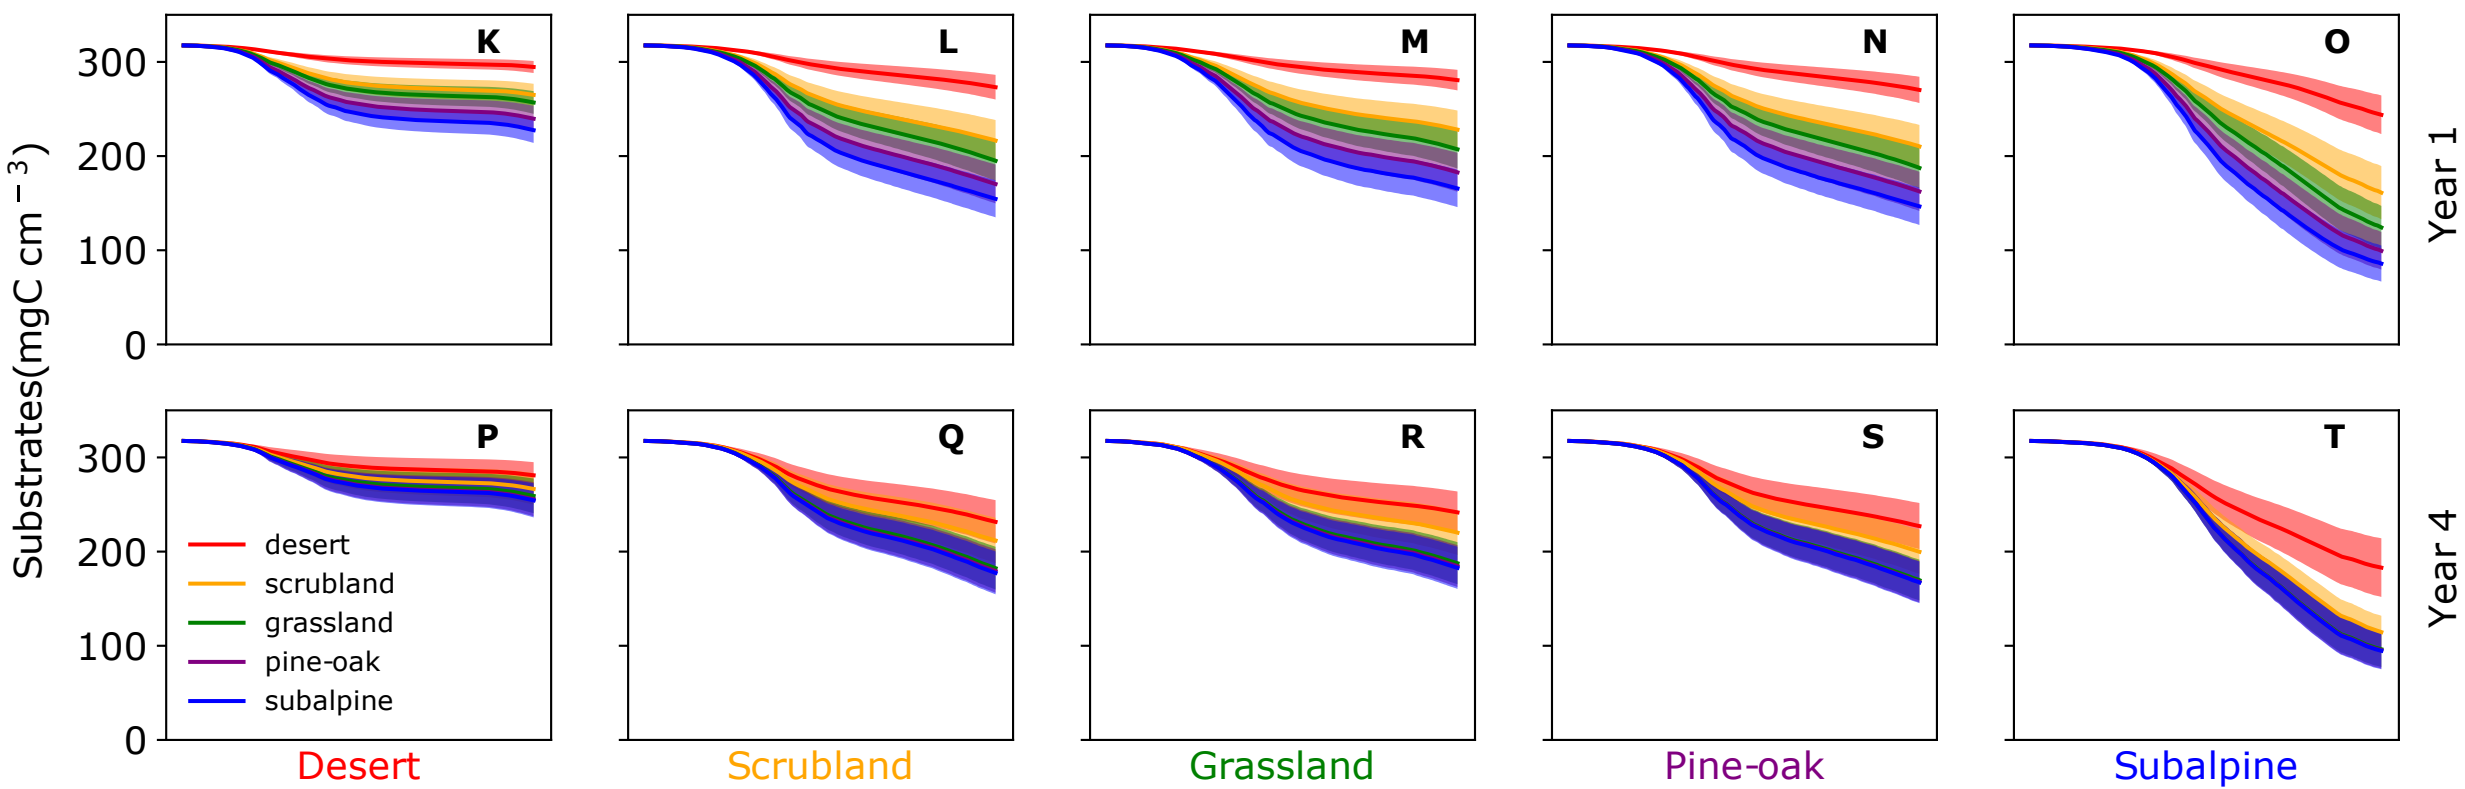 Substrates(mgC cm⁻³)
K
L
M
N
O
300
200
100
0
Year 1
P
Q
R
S
T
300
200
100
0
desert
scrubland
grassland
pine-oak
subalpine
Year 4
Desert
Scrubland
Grassland
Pine-oak
Subalpine